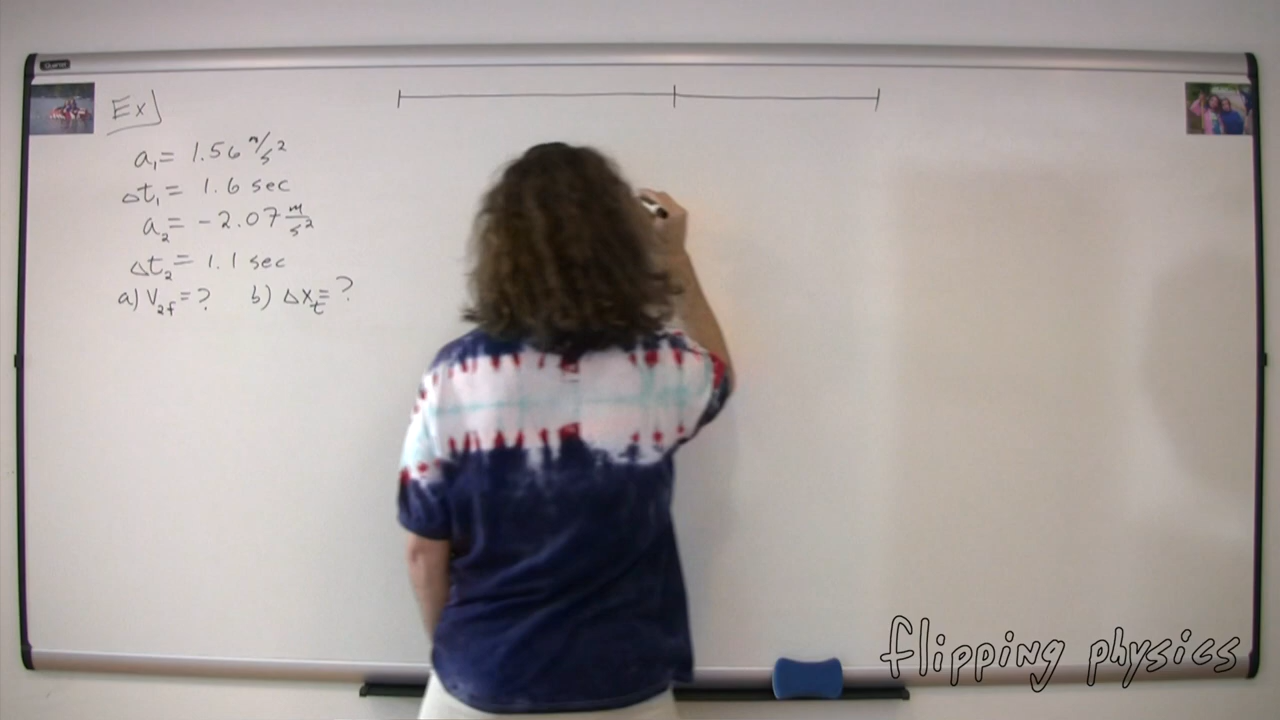 Quartet
Ex]
a₁ = 1.56 m/s²
Δt₁ = 1.6 sec
a₂ = -2.07 m/s²
Δt₂ = 1.1 sec
a) V₂f = ? b) Δxₜ = ?
flipping physics